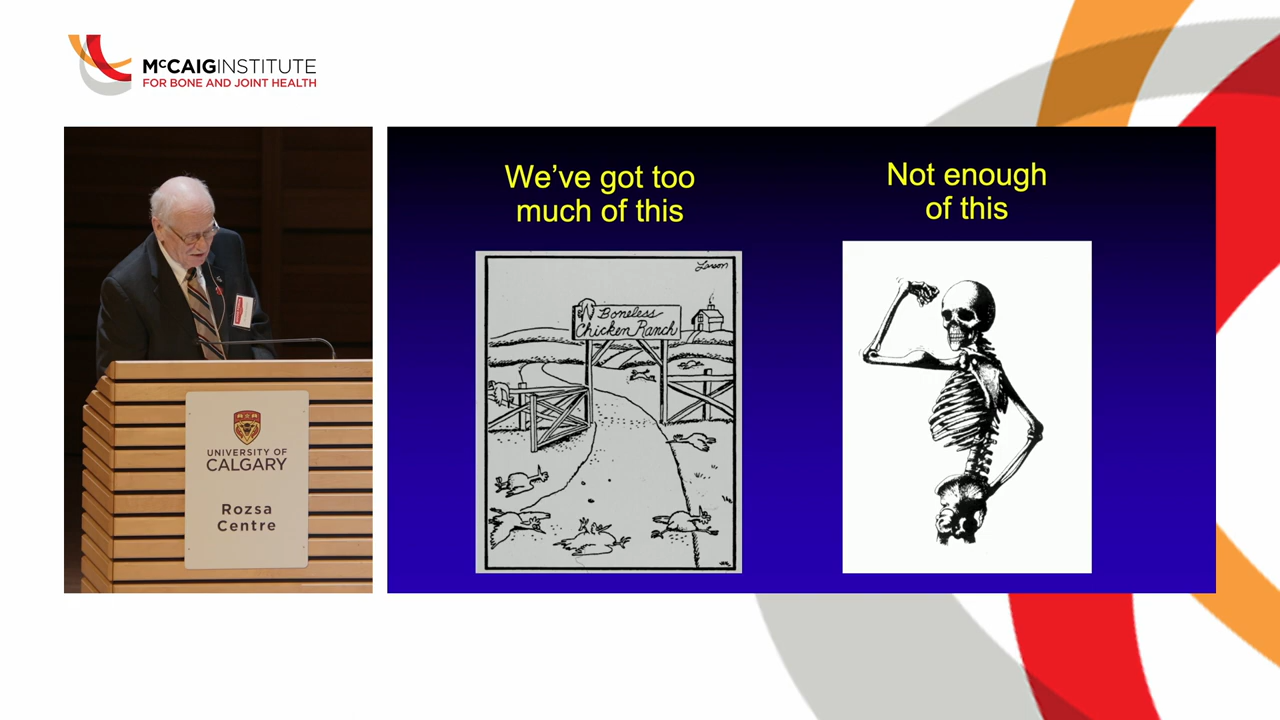 McCAIGINSTITUTE
FOR BONE AND JOINT HEALTH
UNIVERSITY OF
CALGARY
Rozsa
Centre
We've got too
much of this
Larson
Boneless
Chicken Ranch
Not enough
of this